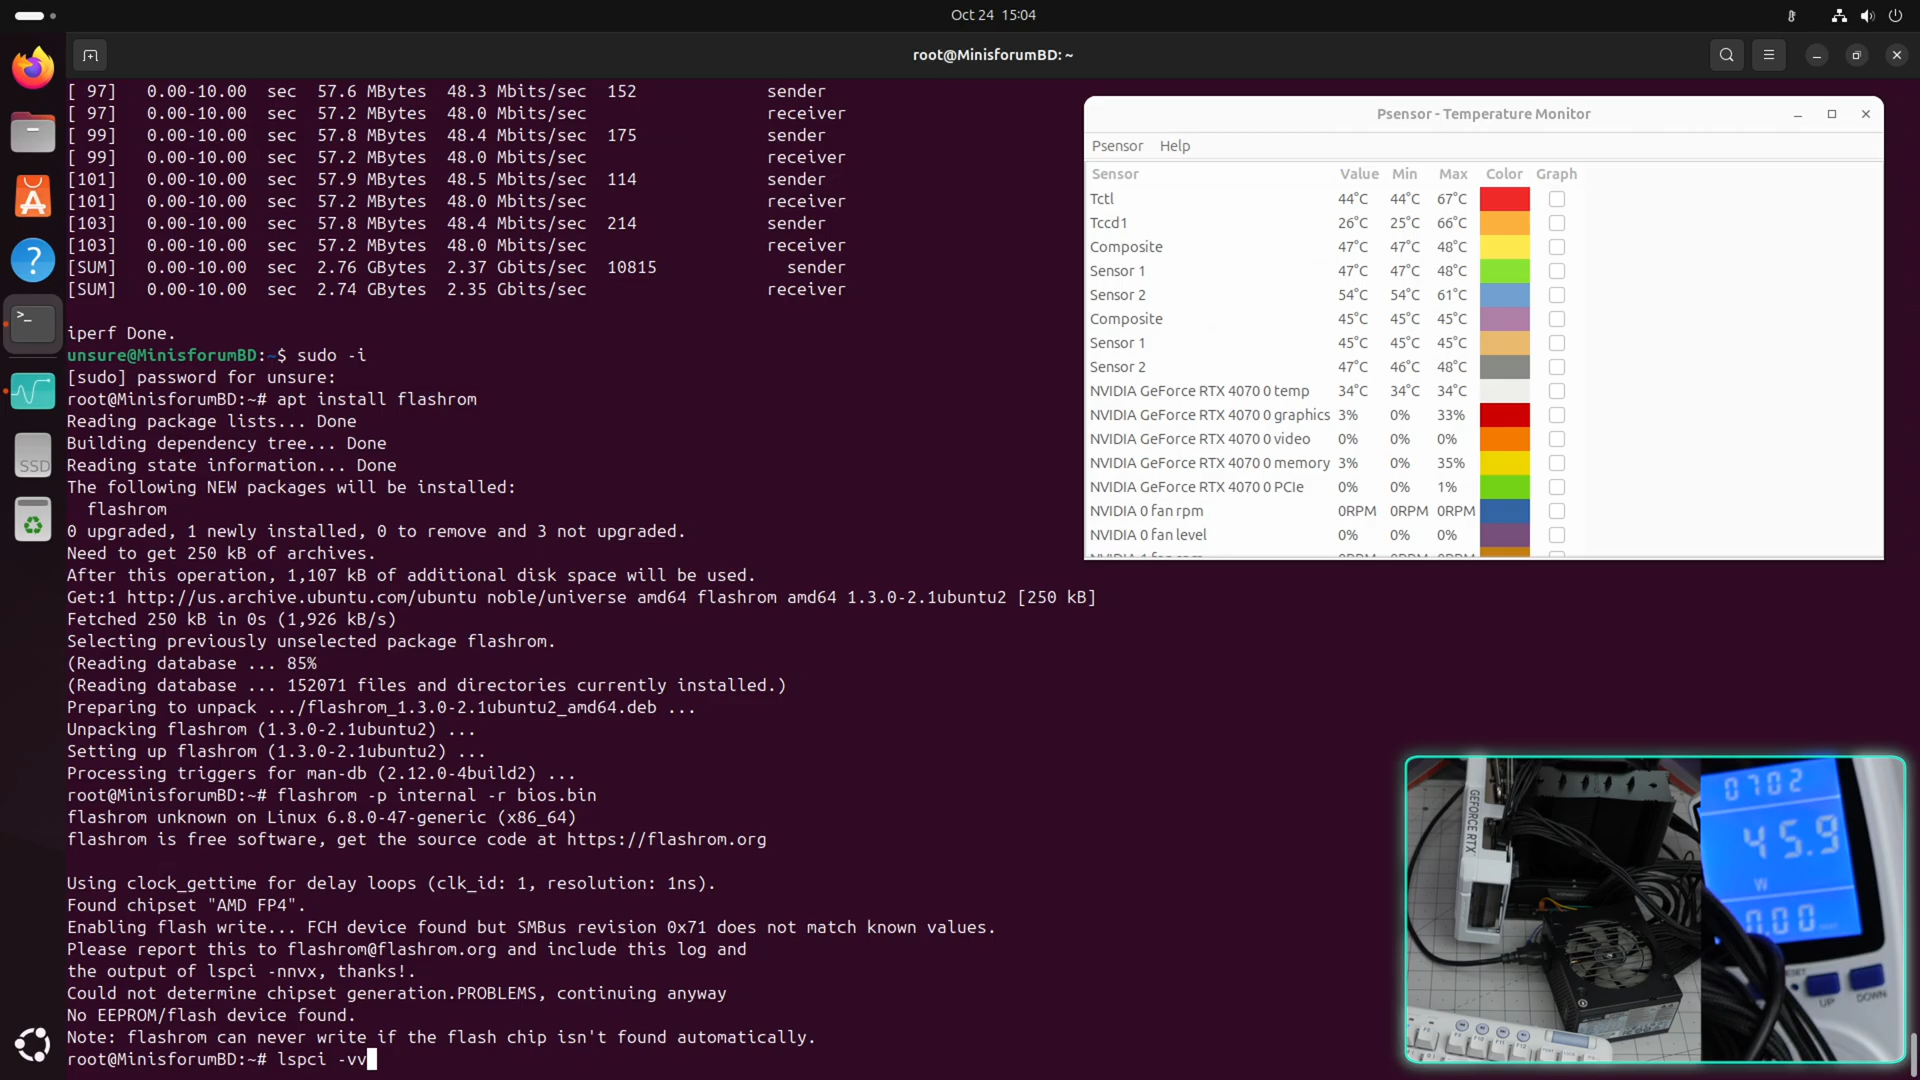 Oct 24 15:04
root@MinisforumBD: ~
[ 97] 0.00-10.00 sec 57.6 MBytes 48.3 Mbits/sec 152 sender
[ 97] 0.00-10.00 sec 57.2 MBytes 48.0 Mbits/sec receiver
[ 99] 0.00-10.00 sec 57.8 MBytes 48.4 Mbits/sec 175 sender
[ 99] 0.00-10.00 sec 57.2 MBytes 48.0 Mbits/sec receiver
[101] 0.00-10.00 sec 57.9 MBytes 48.5 Mbits/sec 114 sender
[101] 0.00-10.00 sec 57.2 MBytes 48.0 Mbits/sec receiver
[103] 0.00-10.00 sec 57.8 MBytes 48.4 Mbits/sec 214 sender
[103] 0.00-10.00 sec 57.2 MBytes 48.0 Mbits/sec receiver
[SUM] 0.00-10.00 sec 2.76 GBytes 2.37 Gbits/sec 10815 sender
[SUM] 0.00-10.00 sec 2.74 GBytes 2.35 Gbits/sec receiver
iperf Done.
unsure@MinisforumBD:~$ sudo -i
[sudo] password for unsure:
root@MinisforumBD:~# apt install flashrom
Reading package lists... Done
Building dependency tree... Done
Reading state information... Done
The following NEW packages will be installed:
flashrom
0 upgraded, 1 newly installed, 0 to remove and 3 not upgraded.
Need to get 250 kB of archives.
After this operation, 1,107 kB of additional disk space will be used.
Get:1 http://us.archive.ubuntu.com/ubuntu noble/universe amd64 flashrom amd64 1.3.0-2.1ubuntu2 [250 kB]
Fetched 250 kB in 0s (1,926 kB/s)
Selecting previously unselected package flashrom.
(Reading database ... 85%
(Reading database ... 152071 files and directories currently installed.)
Preparing to unpack .../flashrom_1.3.0-2.1ubuntu2_amd64.deb ...
Unpacking flashrom (1.3.0-2.1ubuntu2) ...
Setting up flashrom (1.3.0-2.1ubuntu2) ...
Processing triggers for man-db (2.12.0-4build2) ...
root@MinisforumBD:~# flashrom -p internal -r bios.bin
flashrom unknown on Linux 6.8.0-47-generic (x86_64)
flashrom is free software, get the source code at https://flashrom.org
Using clock_gettime for delay loops (clk_id: 1, resolution: 1ns).
Found chipset "AMD FP4".
Enabling flash write... FCH device found but SMBus revision 0x71 does not match known values.
Please report this to flashrom@flashrom.org and include this log and
the output of lspci -nnvx, thanks!.
Could not determine chipset generation.PROBLEMS, continuing anyway
No EEPROM/flash device found.
Note: flashrom can never write if the flash chip isn't found automatically.
root@MinisforumBD:~# lspci -vv
Psensor - Temperature Monitor
Psensor Help
Sensor Value Min Max Color Graph
Tctl 44°C 44°C 67°C
Tccd1 26°C 25°C 66°C
Composite 47°C 47°C 48°C
Sensor 1 47°C 47°C 48°C
Sensor 2 54°C 54°C 61°C
Composite 45°C 45°C 45°C
Sensor 1 45°C 45°C 45°C
Sensor 2 47°C 46°C 48°C
NVIDIA GeForce RTX 4070 0 temp 34°C 34°C 34°C
NVIDIA GeForce RTX 4070 0 graphics 3% 0% 33%
NVIDIA GeForce RTX 4070 0 video 0% 0% 0%
NVIDIA GeForce RTX 4070 0 memory 3% 0% 35%
NVIDIA GeForce RTX 4070 0 PCIe 0% 0% 1%
NVIDIA 0 fan rpm 0RPM 0RPM 0RPM
NVIDIA 0 fan level 0% 0% 0%
SSD
GEFORCE RTX
0702
45.9
W
0.00
UP DOWN